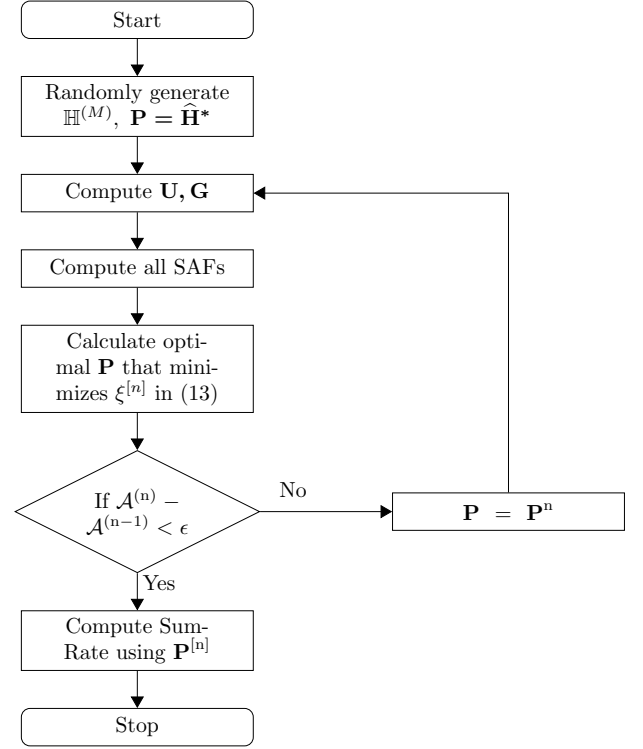 Start
Randomly generate
ℍ^(M), P = Ĥ*
Compute U, G
Compute all SAFs
Calculate opti-
mal P that mini-
mizes ξ^[n] in (13)
If 𝒜^(n) −
𝒜^(n−1) < ϵ
No
P = P^n
Yes
Compute Sum-
Rate using P^[n]
Stop